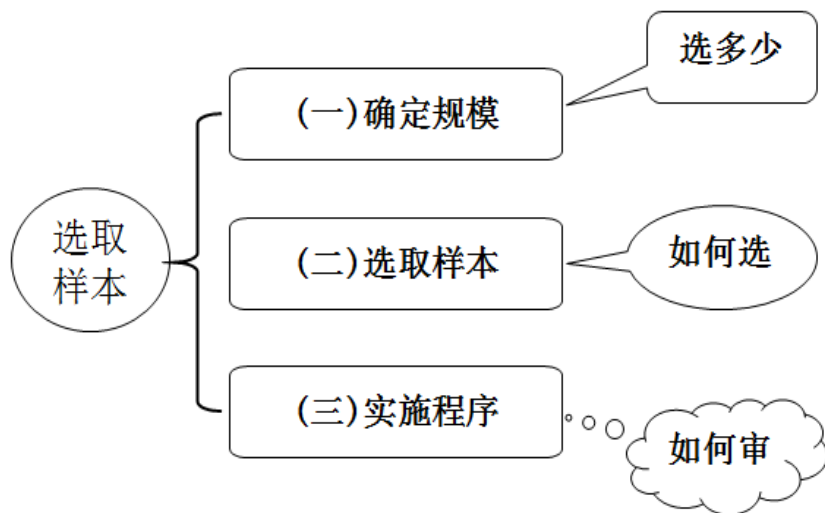 选多少
(一)确定规模
选取
样本
(二)选取样本
如何选
(三)实施程序
如何审